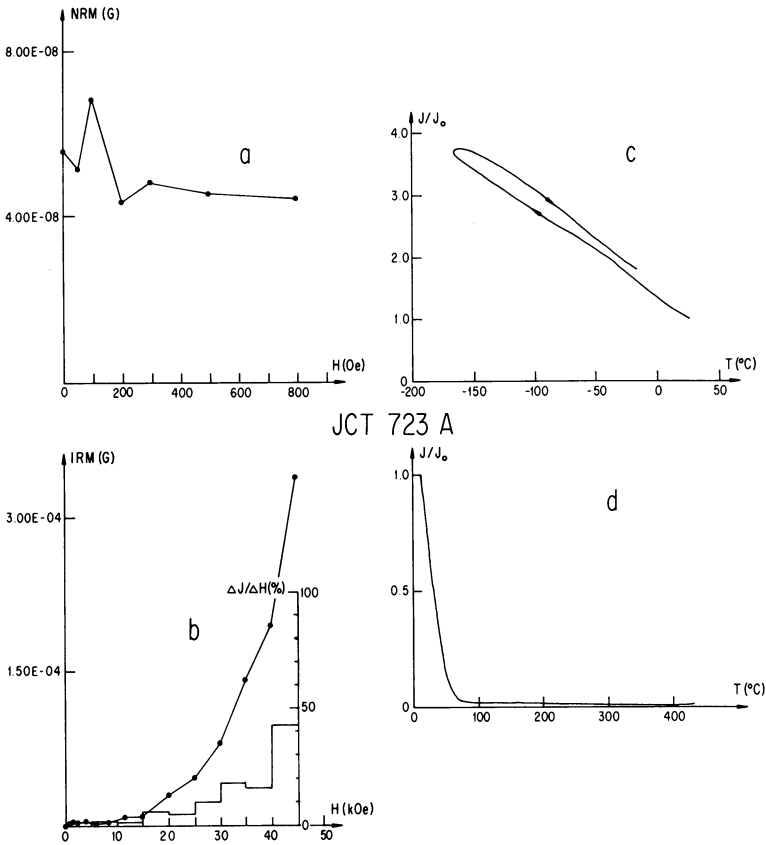 NRM (G)
8.00E-08
4.00E-08
a
H (Oe)
0 200 400 600 800
J/J₀
4.0
3.0
2.0
1.0
0
c
T (°C)
-200 -150 -100 -50 0 50
JCT 723 A
IRM (G)
3.00E-04
1.50E-04
b
ΔJ/ΔH(%)
100
50
0
H (kOe)
0 10 20 30 40 50
J/J₀
1.0
0.5
0
d
T (°C)
0 100 200 300 400